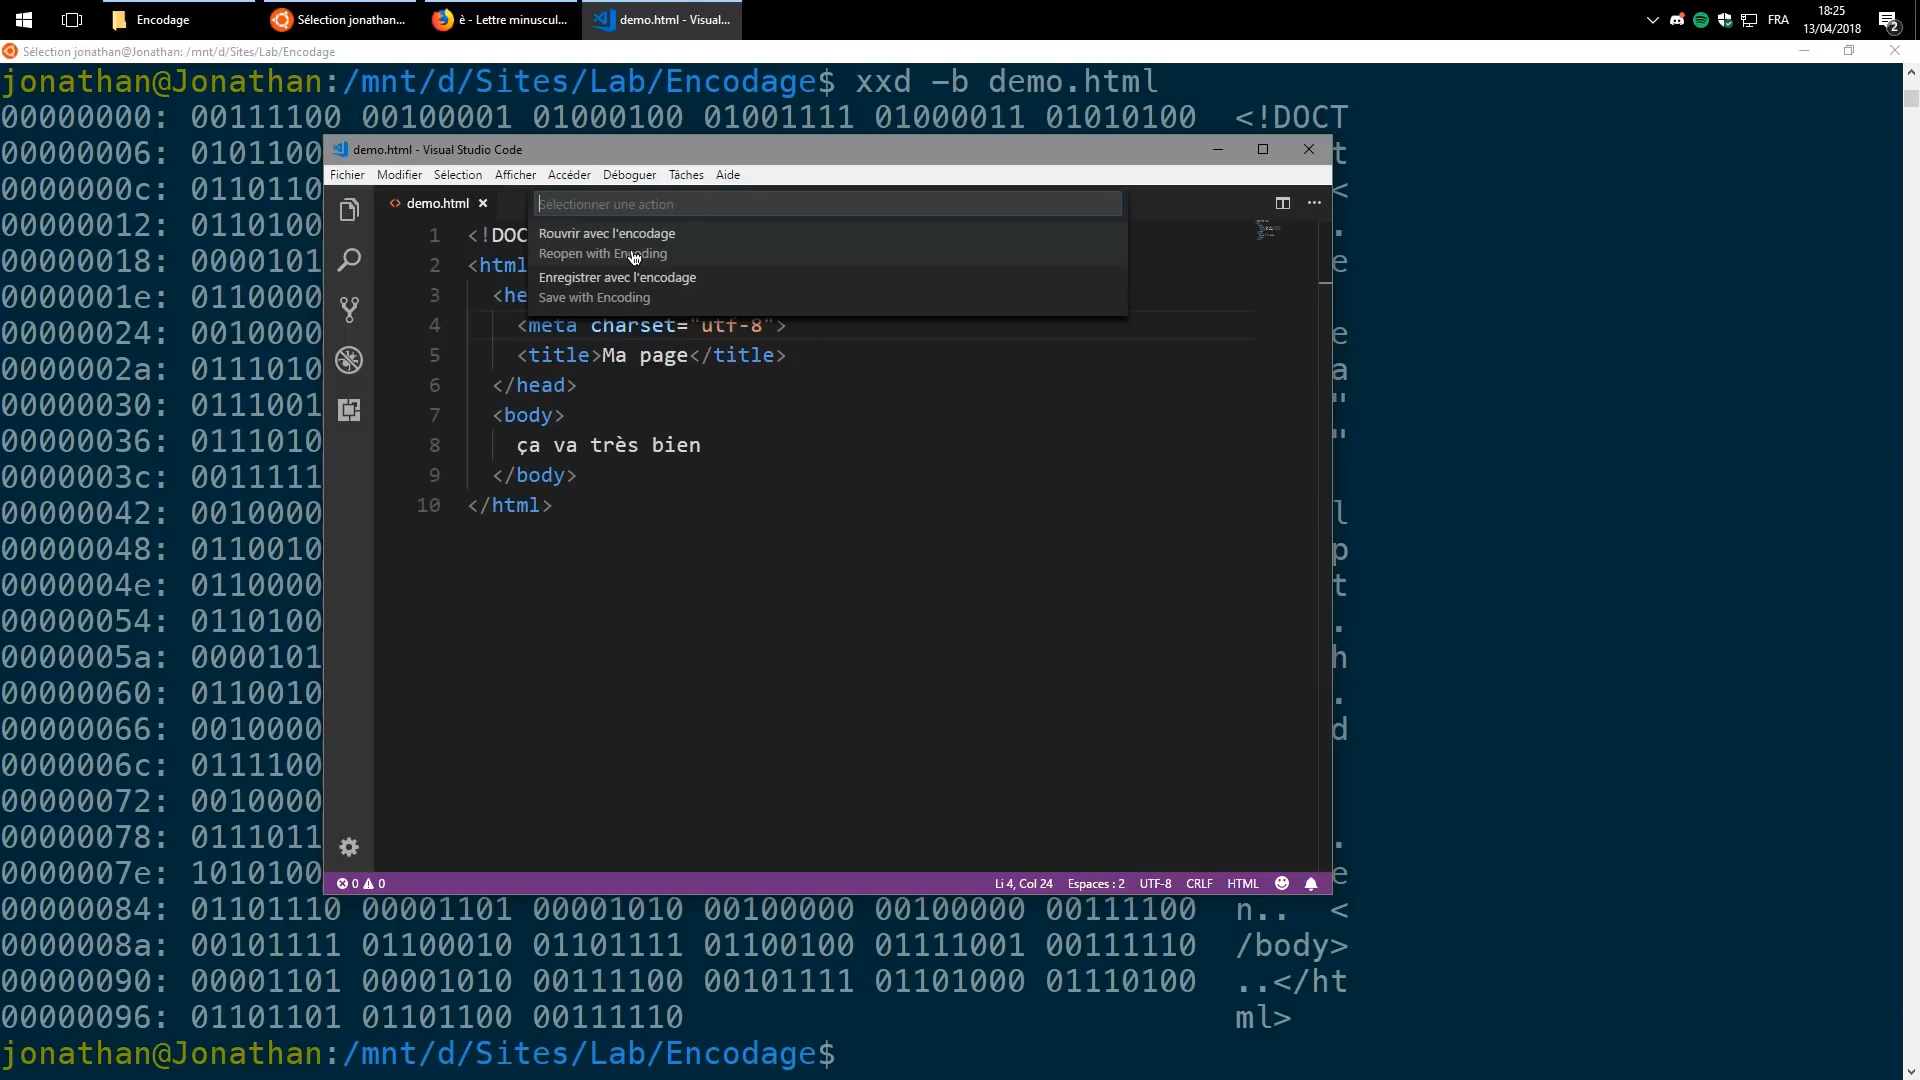 Encodage
Sélection jonathan...
è - Lettre minuscul...
demo.html - Visual...
FRA
18:25
13/04/2018
2
Sélection jonathan@Jonathan: /mnt/d/Sites/Lab/Encodage
jonathan@Jonathan:/mnt/d/Sites/Lab/Encodage$ xxd -b demo.html
00000000: 00111100 00100001 01000100 01001111 01000011 01010100 <!DOCT
00000006: 0101100 t
0000000c: 0110110 <
00000012: 0110100 .
00000018: 0000101 e
0000001e: 0110000
00000024: 0010000 e
0000002a: 0111010 a
00000030: 0111001 "
00000036: 0111010 "
0000003c: 0011111
00000042: 0010000 l
00000048: 0110010 p
0000004e: 0110000 t
00000054: 0110100 .
0000005a: 0000101 h
00000060: 0110010 .
00000066: 0010000 d
0000006c: 0111100
00000072: 0010000
00000078: 0111011 .
0000007e: 1010100 e
00000084: 01101110 00001101 00001010 00100000 00100000 00111100 n.. <
0000008a: 00101111 01100010 01101111 01100100 01111001 00111110 /body>
00000090: 00001101 00001010 00111100 00101111 01101000 01110100 ..</ht
00000096: 01101101 01101100 00111110 ml>
jonathan@Jonathan:/mnt/d/Sites/Lab/Encodage$
demo.html - Visual Studio Code
Fichier Modifier Sélection Afficher Accéder Déboguer Tâches Aide
demo.html
Sélectionner une action
Rouvrir avec l'encodage
Reopen with Encoding
Enregistrer avec l'encodage
Save with Encoding
1 <!DOC
2 <html
3 <he
4 <meta charset="utf-8">
5 <title>Ma page</title>
6 </head>
7 <body>
8 ça va très bien
9 </body>
10 </html>
0 0
Li 4, Col 24 Espaces : 2 UTF-8 CRLF HTML